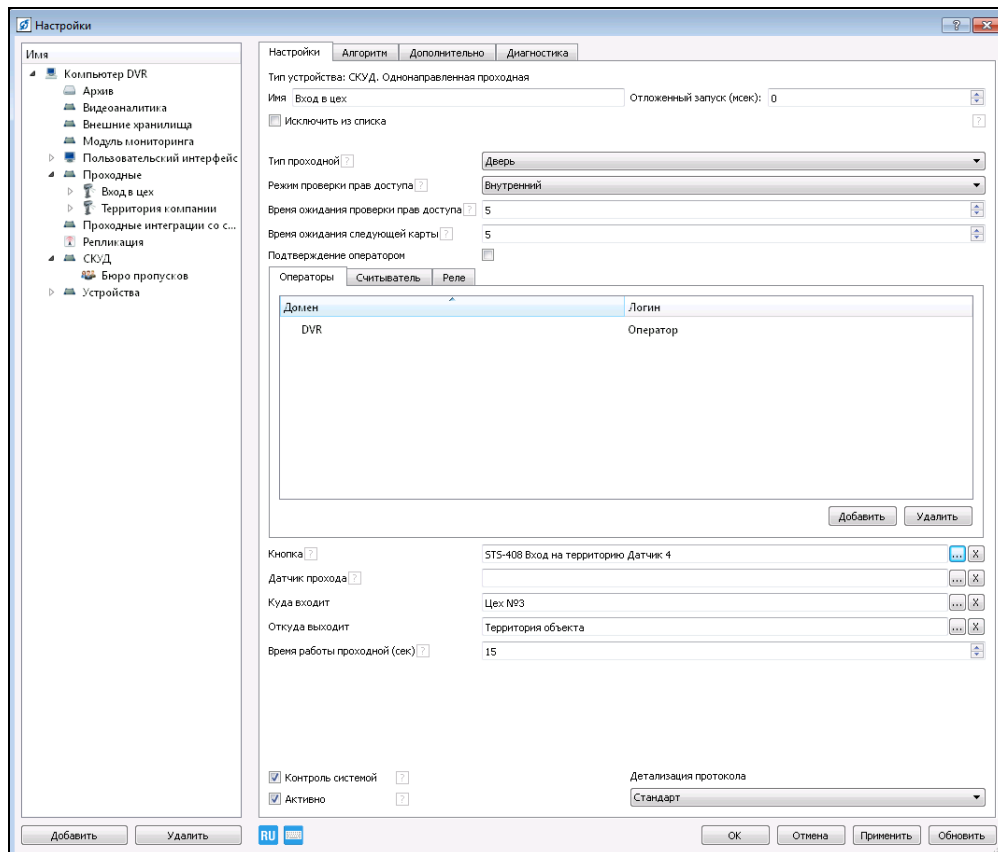 Настройки
?
Имя
Компьютер DVR
Архив
Видеоаналитика
Внешние хранилища
Модуль мониторинга
Пользовательский интерфейс
Проходные
Вход в цех
Территория компании
Проходные интеграции со с...
Репликация
СКУД
Бюро пропусков
Устройства
Добавить
Удалить
Настройки
Алгоритм
Дополнительно
Диагностика
Тип устройства: СКУД. Однонаправленная проходная
Имя Вход в цех
Отложенный запуск (мсек): 0
Исключить из списка ?
Тип проходной ? Дверь
Режим проверки прав доступа ? Внутренний
Время ожидания проверки прав доступа ? 5
Время ожидания следующей карты ? 5
Подтверждение оператором
Операторы
Считыватель
Реле
Домен Логин
DVR Оператор
Добавить
Удалить
Кнопка ? STS-408 Вход на территорию Датчик 4 ... X
Датчик прохода ? ... X
Куда входит Цех №3 ... X
Откуда выходит Территория объекта ... X
Время работы проходной (сек) ? 15
Контроль системой ?
Детализация протокола
Активно ?
Стандарт
RU
ОК
Отмена
Применить
Обновить